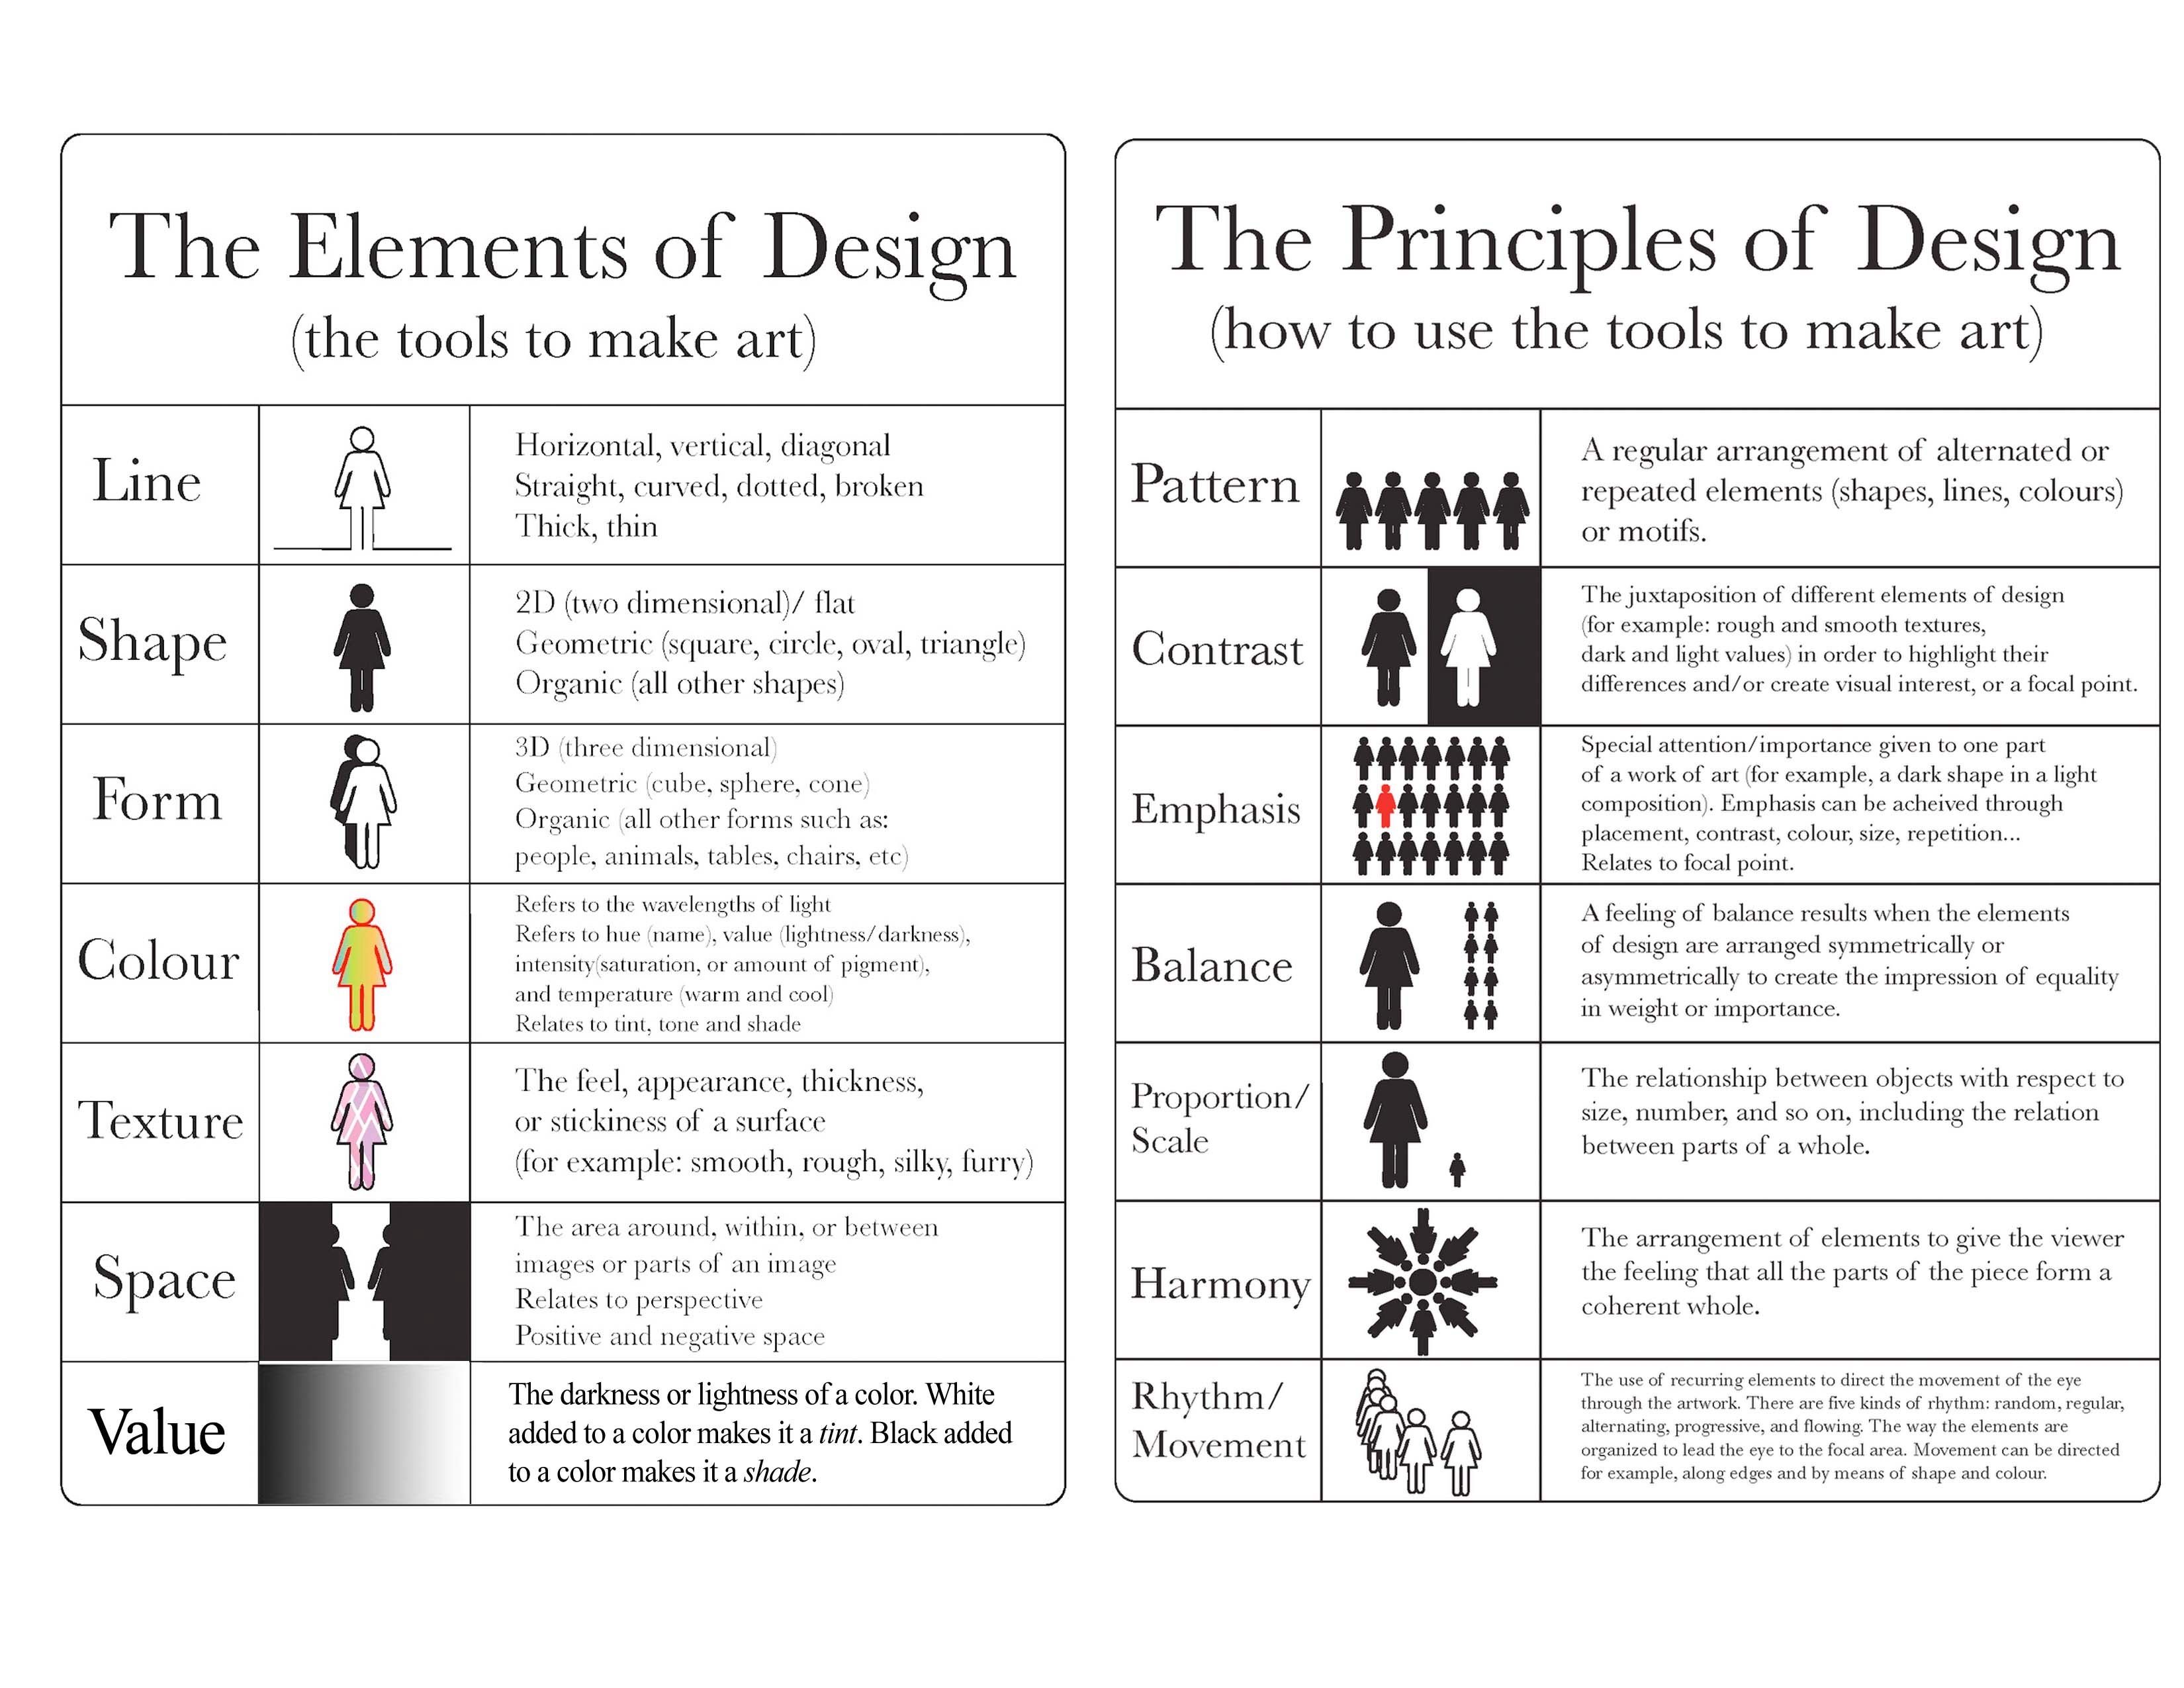 The Elements of Design
(the tools to make art)
Line
Horizontal, vertical, diagonal
Straight, curved, dotted, broken
Thick, thin
Shape
2D (two dimensional)/ flat
Geometric (square, circle, oval, triangle)
Organic (all other shapes)
Form
3D (three dimensional)
Geometric (cube, sphere, cone)
Organic (all other forms such as:
people, animals, tables, chairs, etc)
Colour
Refers to the wavelengths of light
Refers to hue (name), value (lightness/darkness),
intensity(saturation, or amount of pigment),
and temperature (warm and cool)
Relates to tint, tone and shade
Texture
The feel, appearance, thickness,
or stickiness of a surface
(for example: smooth, rough, silky, furry)
Space
The area around, within, or between
images or parts of an image
Relates to perspective
Positive and negative space
Value
The darkness or lightness of a color. White
added to a color makes it a tint. Black added
to a color makes it a shade.
The Principles of Design
(how to use the tools to make art)
Pattern
A regular arrangement of alternated or
repeated elements (shapes, lines, colours)
or motifs.
Contrast
The juxtaposition of different elements of design
(for example: rough and smooth textures,
dark and light values) in order to highlight their
differences and/or create visual interest, or a focal point.
Emphasis
Special attention/importance given to one part
of a work of art (for example, a dark shape in a light
composition). Emphasis can be acheived through
placement, contrast, colour, size, repetition...
Relates to focal point.
Balance
A feeling of balance results when the elements
of design are arranged symmetrically or
asymmetrically to create the impression of equality
in weight or importance.
Proportion/
Scale
The relationship between objects with respect to
size, number, and so on, including the relation
between parts of a whole.
Harmony
The arrangement of elements to give the viewer
the feeling that all the parts of the piece form a
coherent whole.
Rhythm/
Movement
The use of recurring elements to direct the movement of the eye
through the artwork. There are five kinds of rhythm: random, regular,
alternating, progressive, and flowing. The way the elements are
organized to lead the eye to the focal area. Movement can be directed
for example, along edges and by means of shape and colour.